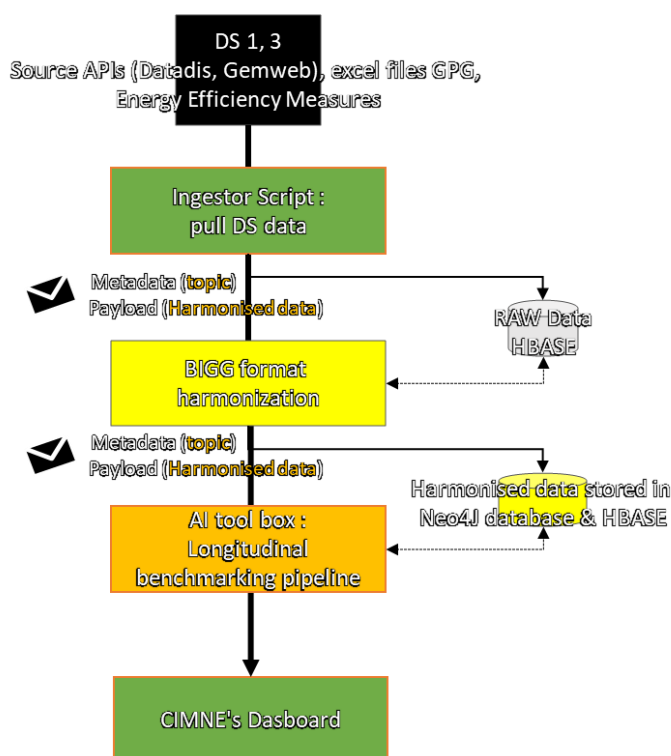 DS 1, 3
Source APIs (Datadis, Gemweb), excel files GPG,
Energy Efficiency Measures
Ingestor Script :
pull DS data
Metadata (topic)
Payload (Harmonised data)
RAW Data
HBASE
BIGG format
harmonization
Metadata (topic)
Payload (Harmonised data)
Harmonised data stored in
Neo4J database & HBASE
AI tool box :
Longitudinal
benchmarking pipeline
CIMNE's Dasboard